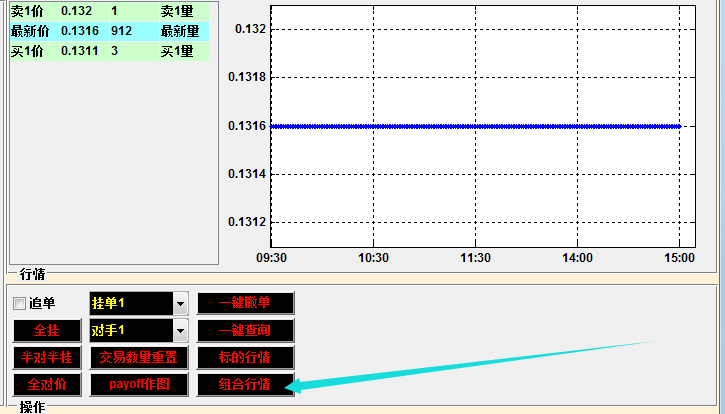 卖1价 0.132 1 卖1量
最新价 0.1316 912 最新量
买1价 0.1311 3 买1量
0.132
0.1318
0.1316
0.1314
0.1312
09:30 10:30 11:30 14:00 15:00
行情
追单 挂单1 一键撤单
全挂 对手1 一键查询
半对半挂 交易数量重置 标的行情
全对价 payoff作图 组合行情
操作